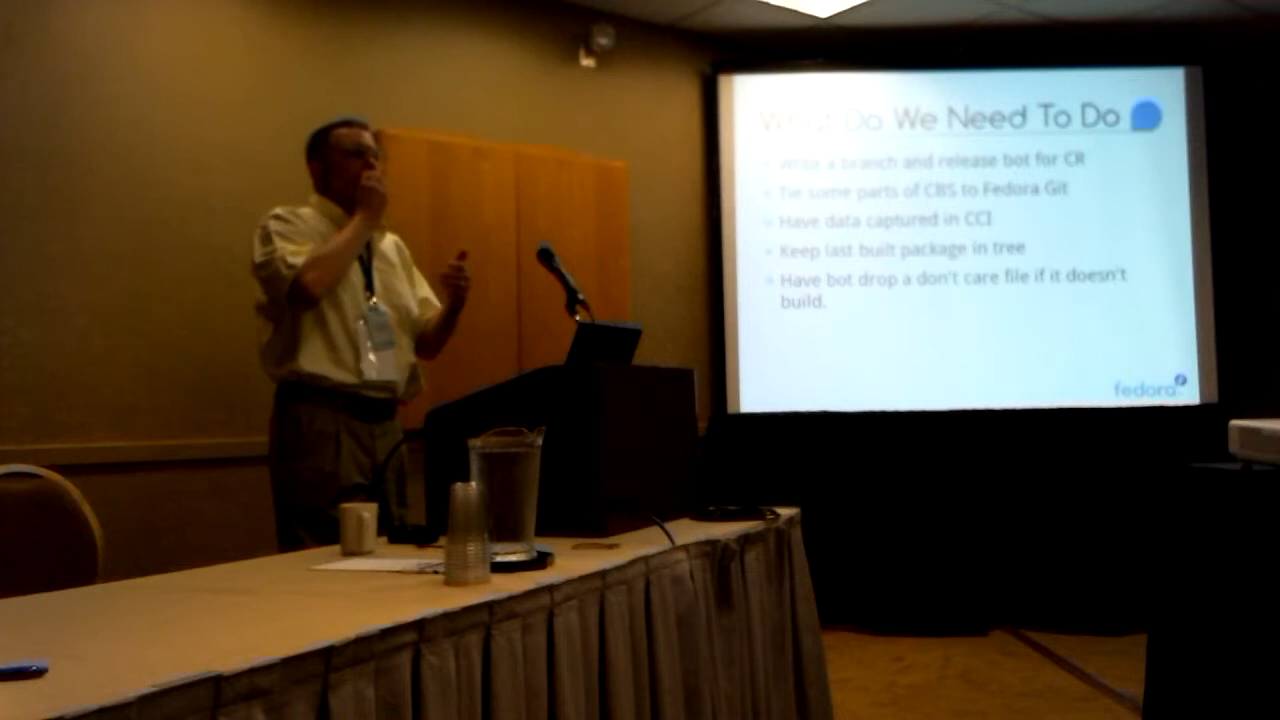 What Do We Need To Do
Write a branch and release bot for CR
Tie some parts of CBS to Fedora Git
Have data captured in CCI
Keep last built package in tree
Have bot drop a don't care file if it doesn't
build.
fedora